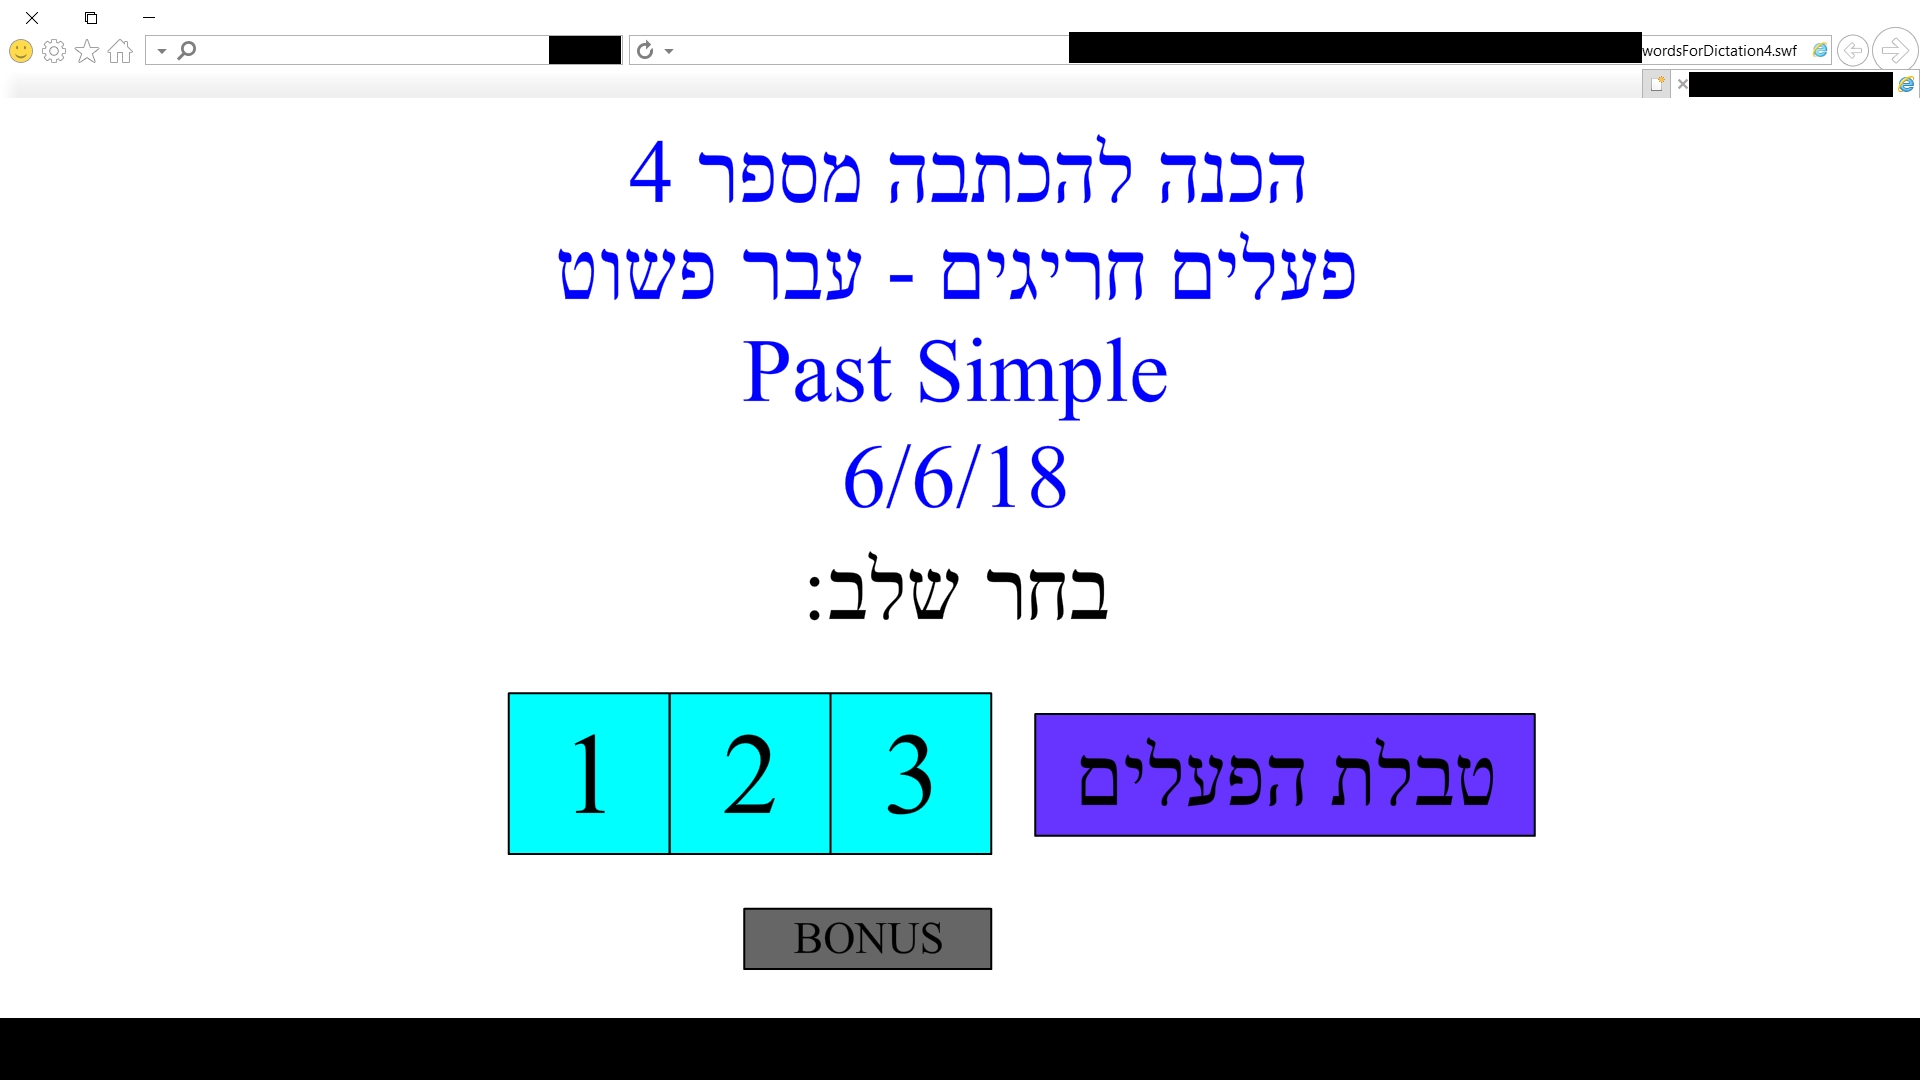 wordsForDictation4.swf
הכנה להכתבה מספר 4
פעלים חריגים - עבר פשוט
Past Simple
6/6/18
בחר שלב:
1 2 3
טבלת הפעלים
BONUS